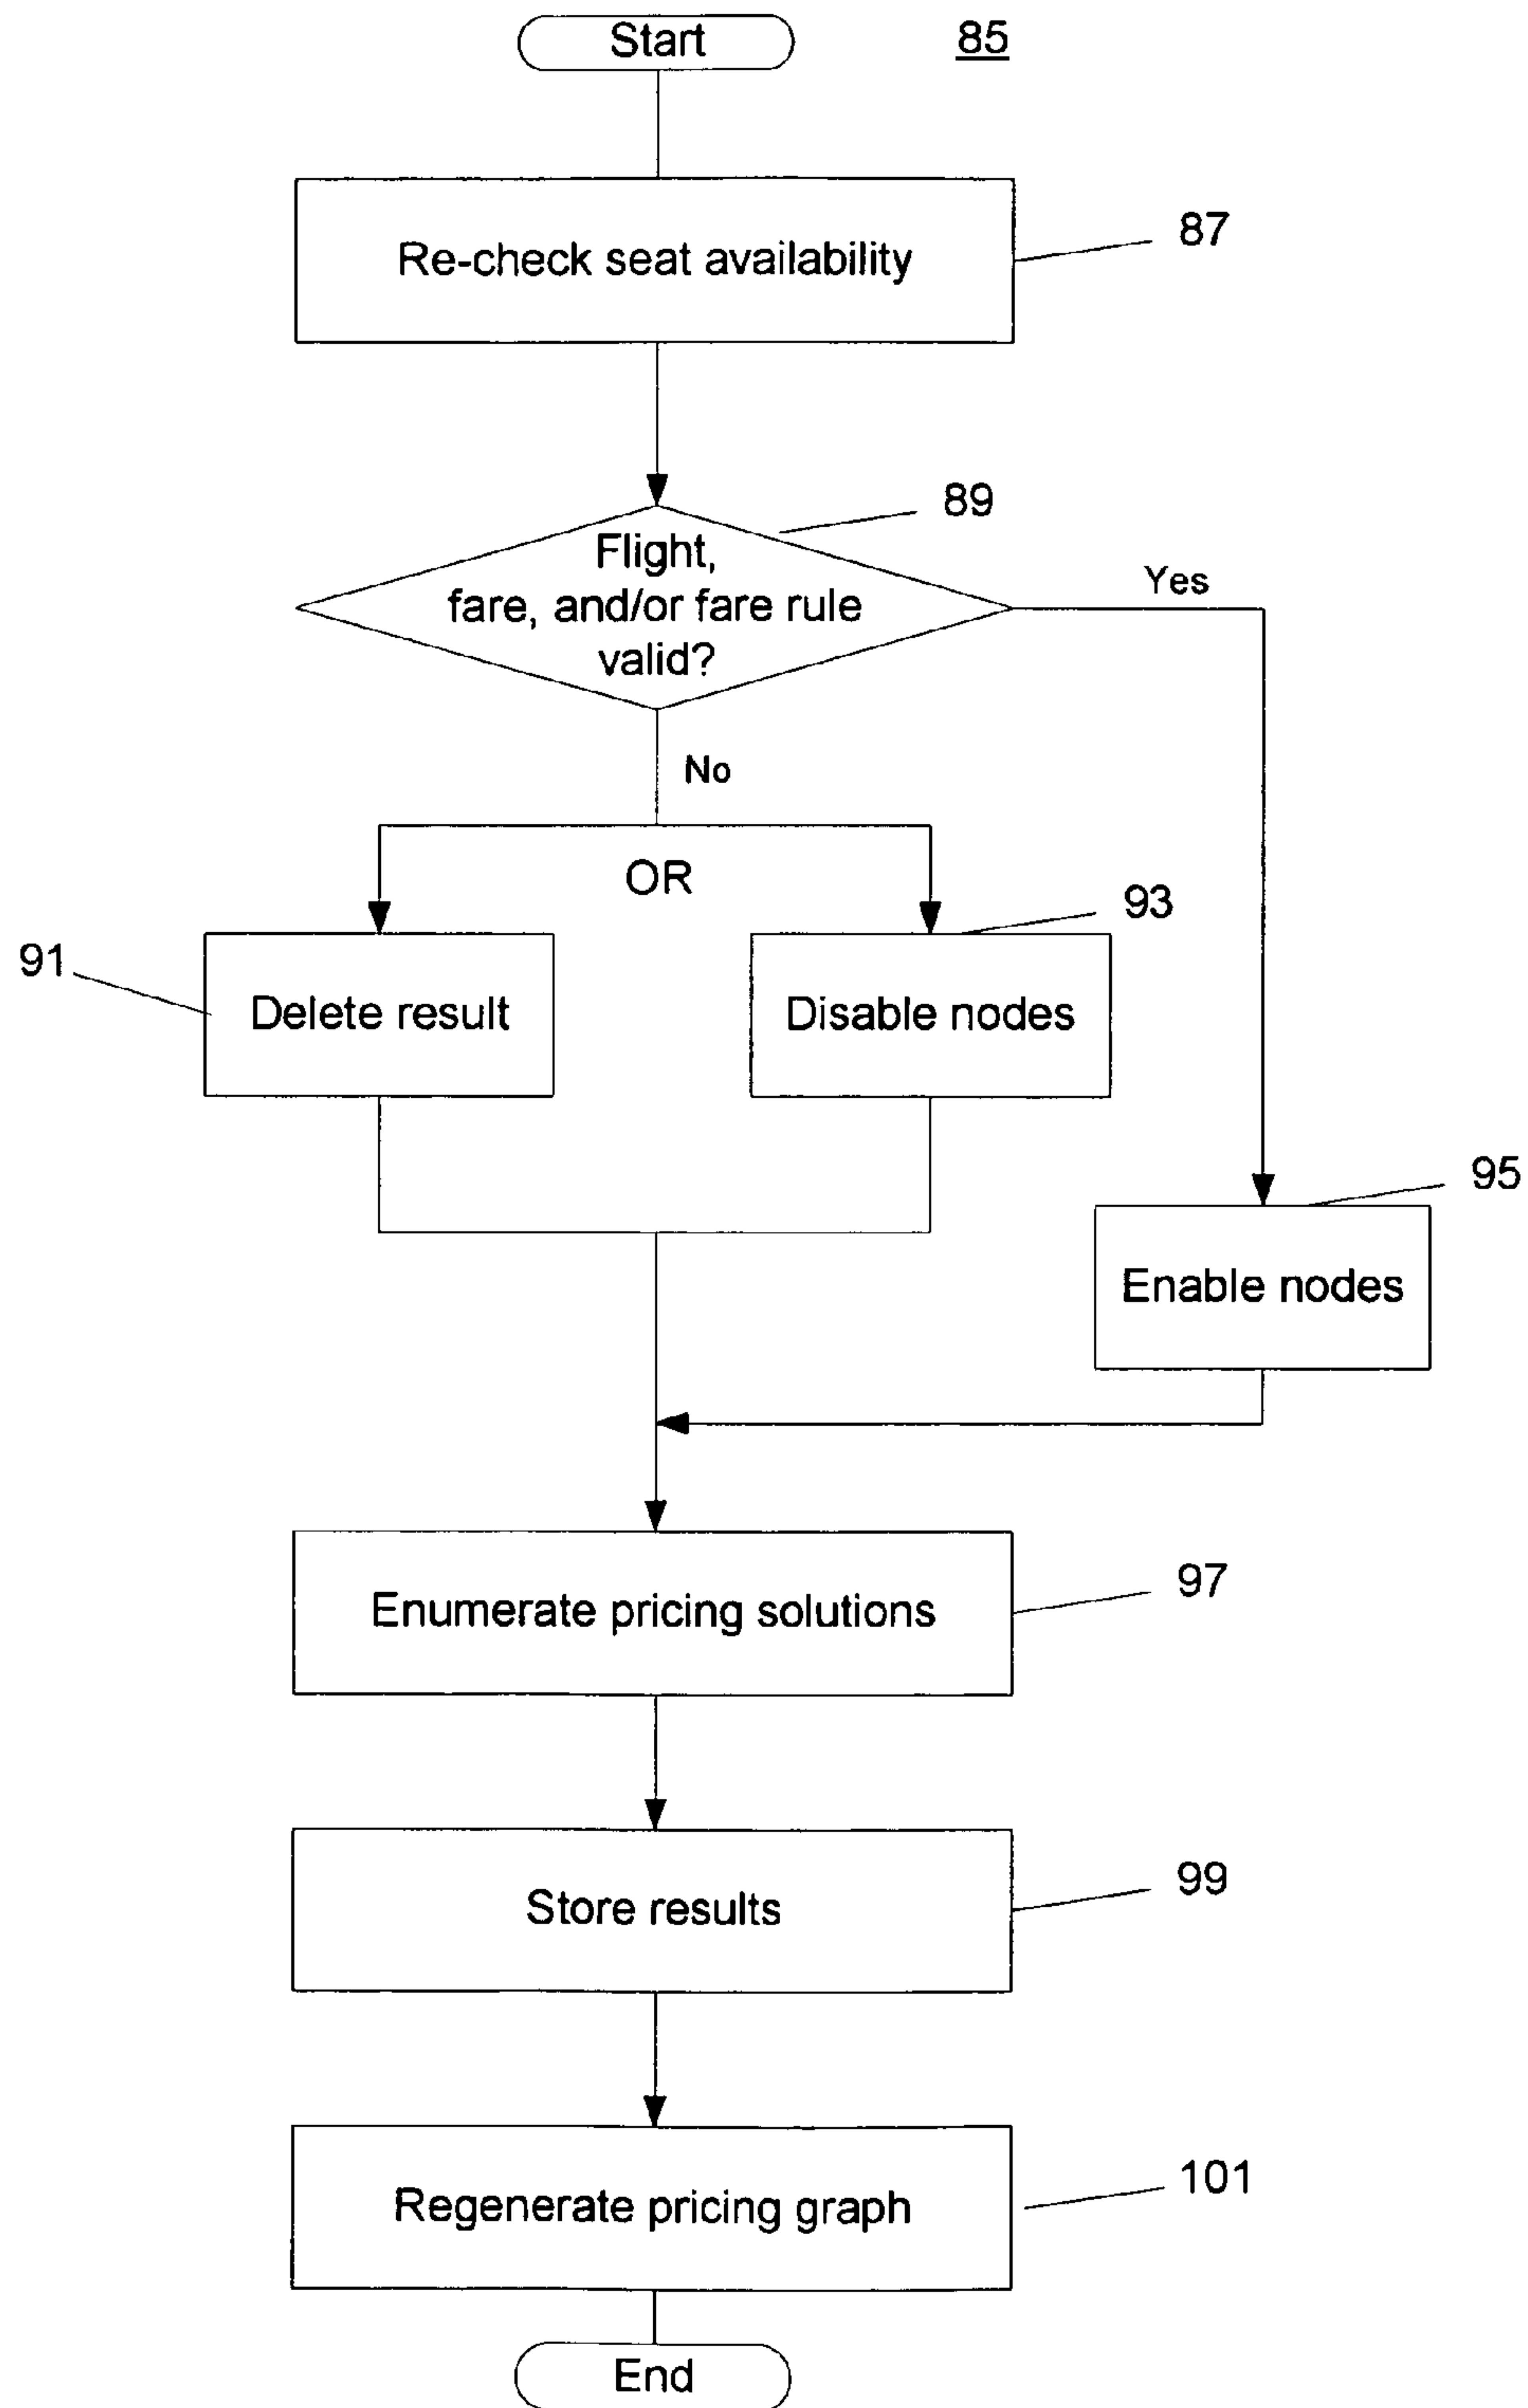 Start
85
Re-check seat availability
87
89
Flight,
fare, and/or fare rule
valid?
Yes
No
OR
93
91
Delete result
Disable nodes
95
Enable nodes
97
Enumerate pricing solutions
99
Store results
101
Regenerate pricing graph
End